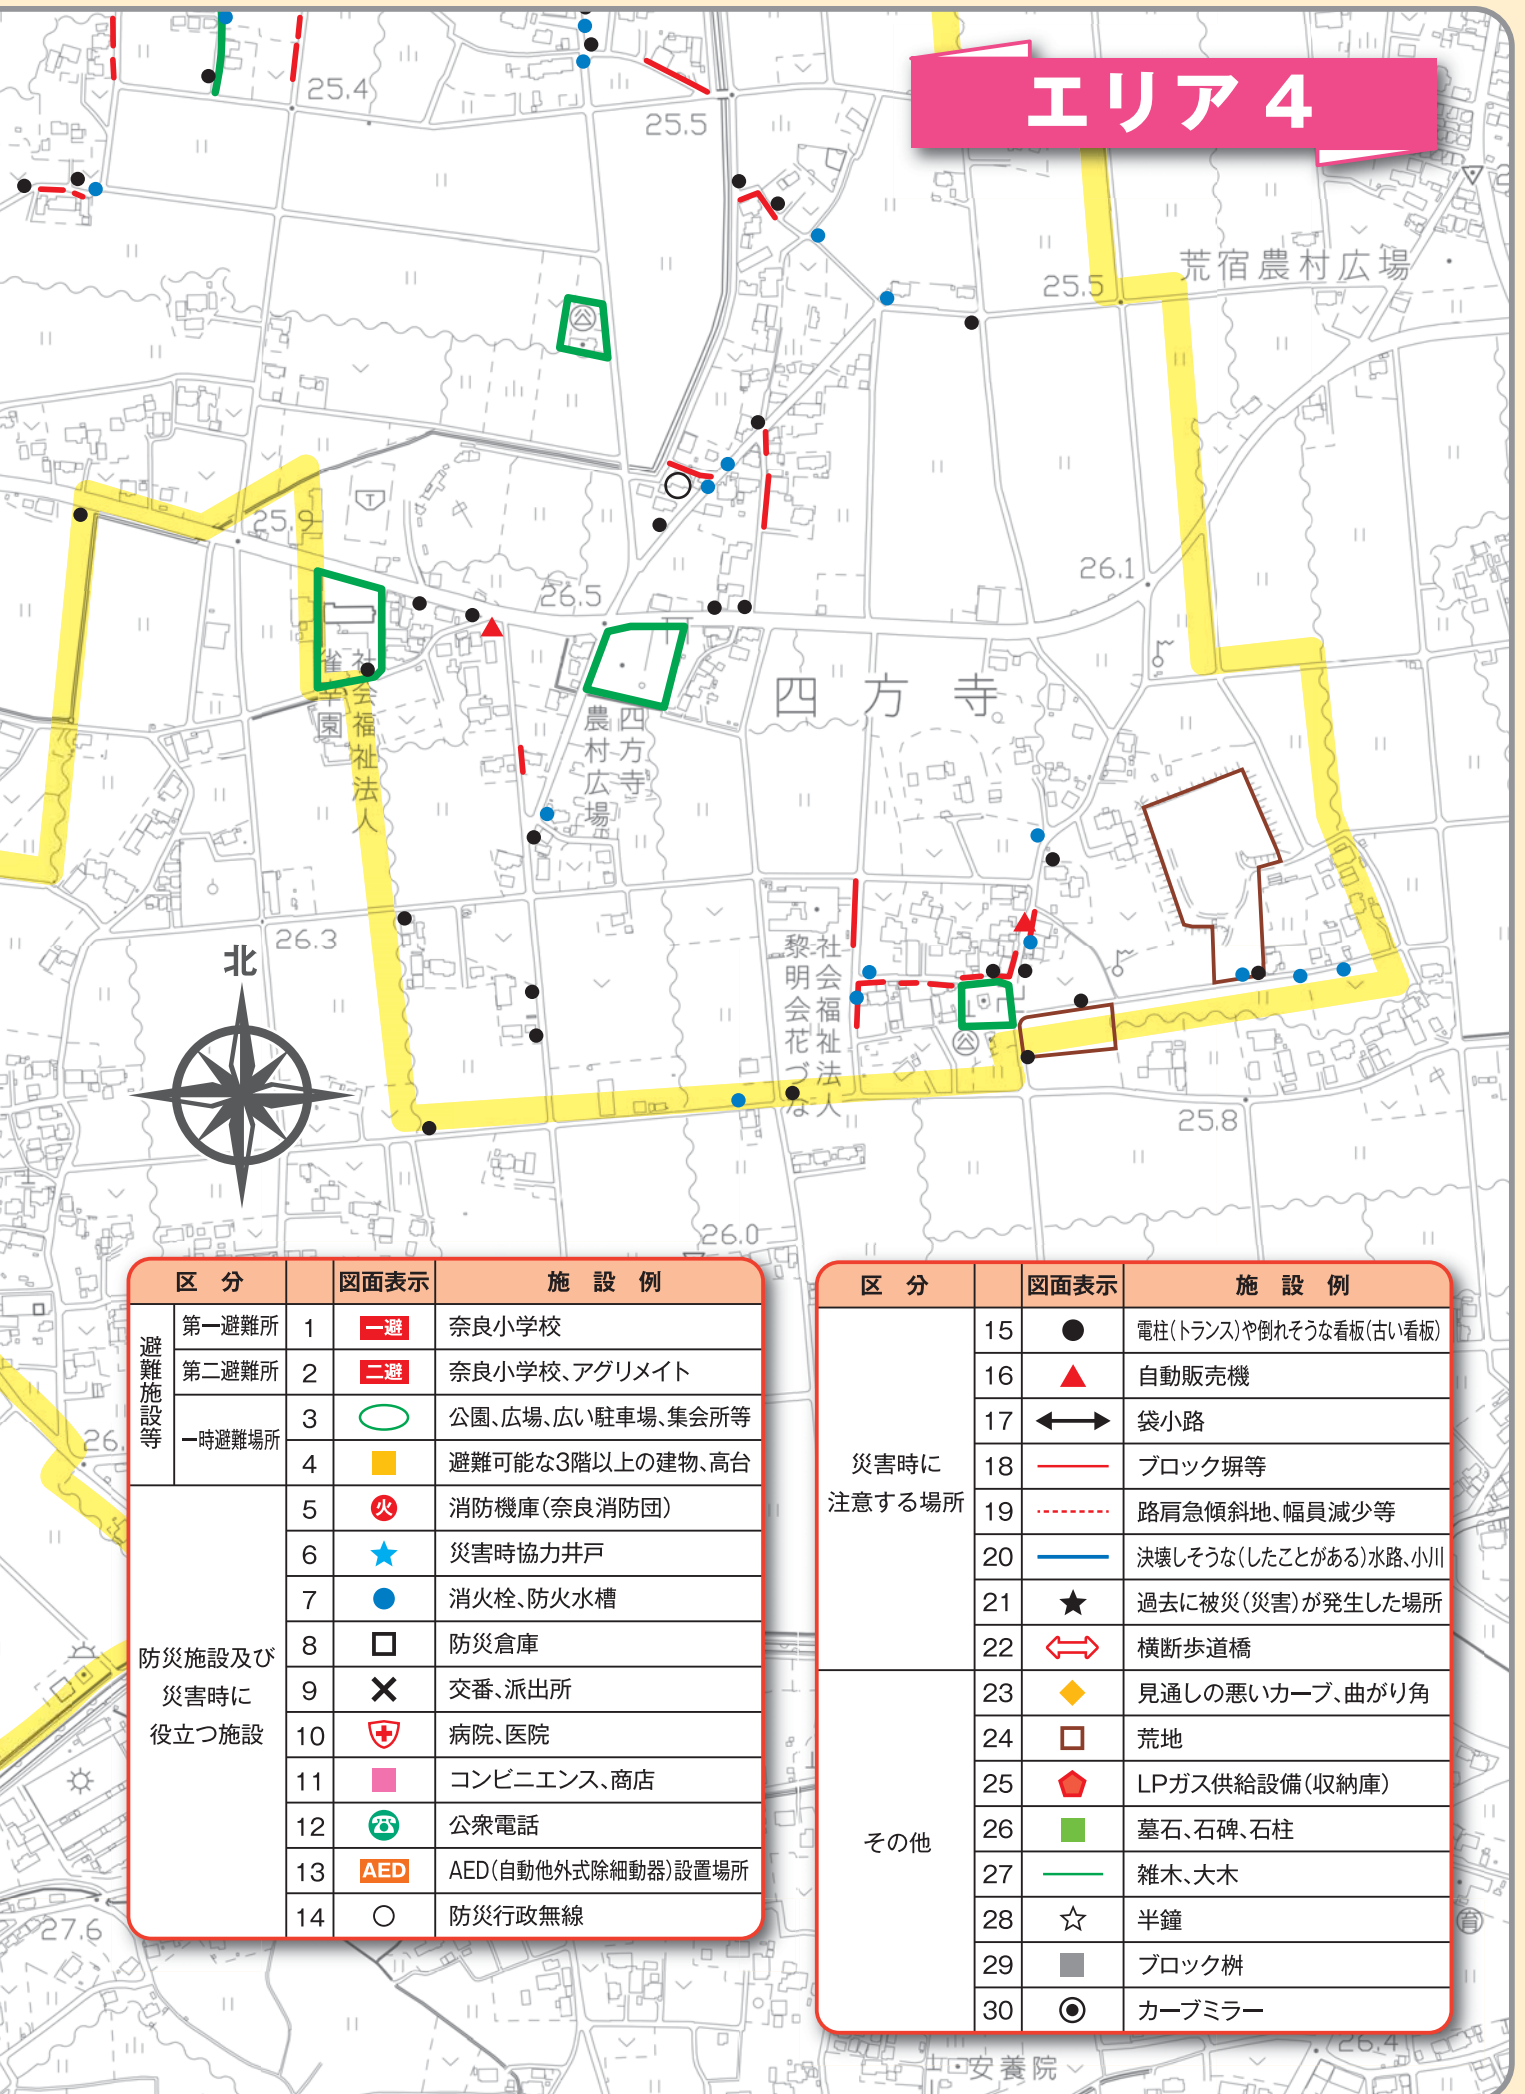 エリア 4
25.4
25.5
荒宿農村広場
25.5
25.9
26.5
26.1
社会福祉法人
雀幸園
四方寺
農村広場
四方寺
26.3
北
社会福祉法人
黎明会花づな
25.8
26.0
26.
27.6
26.4
安養院
区 分 図面表示 施 設 例
避難施設等
第一避難所 1 一避 奈良小学校
第二避難所 2 二避 奈良小学校、アグリメイト
一時避難場所
3 公園、広場、広い駐車場、集会所等
4 避難可能な3階以上の建物、高台
防災施設及び
災害時に
役立つ施設
5 火 消防機庫(奈良消防団)
6 災害時協力井戸
7 消火栓、防火水槽
8 防災倉庫
9 交番、派出所
10 病院、医院
11 コンビニエンス、商店
12 公衆電話
13 AED AED(自動他外式除細動器)設置場所
14 防災行政無線
区 分 図面表示 施 設 例
災害時に
注意する場所
15 電柱(トランス)や倒れそうな看板(古い看板)
16 自動販売機
17 袋小路
18 ブロック塀等
19 路肩急傾斜地、幅員減少等
20 決壊しそうな(したことがある)水路、小川
21 過去に被災(災害)が発生した場所
22 横断歩道橋
その他
23 見通しの悪いカーブ、曲がり角
24 荒地
25 LPガス供給設備(収納庫)
26 墓石、石碑、石柱
27 雑木、大木
28 半鐘
29 ブロック桝
30 カーブミラー